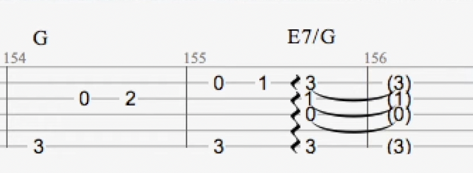 G E7/G
154 155 156
0 1 3 (3)
0 2 1 (1)
0 (0)
3 3 3 (3)